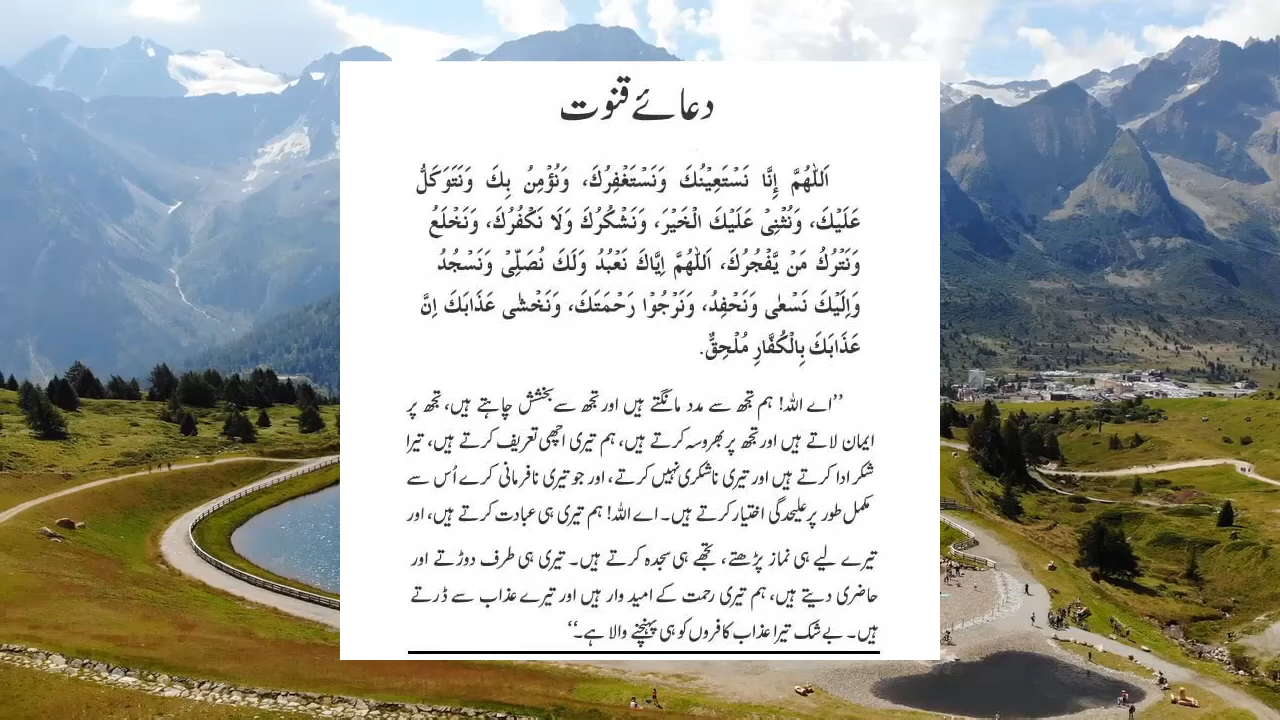 دعائے قنوت
اَللّٰهُمَّ إِنَّا نَسْتَعِيْنُكَ وَنَسْتَغْفِرُكَ، وَنُؤْمِنُ بِكَ وَنَتَوَكَّلُ
عَلَيْكَ، وَنُثْنِىْ عَلَيْكَ الْخَيْرَ، وَنَشْكُرُكَ وَلَا نَكْفُرُكَ، وَنَخْلَعُ
وَنَتْرُكُ مَنْ يَّفْجُرُكَ، اَللّٰهُمَّ اِيَّاكَ نَعْبُدُ وَلَكَ نُصَلِّىْ وَنَسْجُدُ
وَاِلَيْكَ نَسْعٰى وَنَحْفِدُ، وَنَرْجُوْا رَحْمَتَكَ، وَنَخْشٰى عَذَابَكَ اِنَّ
عَذَابَكَ بِالْكُفَّارِ مُلْحِقٌ.
”اے اللہ! ہم تجھ سے مدد مانگتے ہیں اور تجھ سے بخشش چاہتے ہیں، تجھ پر
ایمان لاتے ہیں اور تجھ پر بھروسہ کرتے ہیں، ہم تیری اچھی تعریف کرتے ہیں، تیرا
شکر ادا کرتے ہیں اور تیری ناشکری نہیں کرتے، اور جو تیری نافرمانی کرے اُس سے
مکمل طور پر علیحدگی اختیار کرتے ہیں۔ اے اللہ! ہم تیری ہی عبادت کرتے ہیں، اور
تیرے لیے ہی نماز پڑھتے، تجھے ہی سجدہ کرتے ہیں۔ تیری ہی طرف دوڑتے اور
حاضری دیتے ہیں، ہم تیری رحمت کے امید وار ہیں اور تیرے عذاب سے ڈرتے
ہیں۔ بے شک تیرا عذاب کافروں کو ہی پہنچنے والا ہے۔“